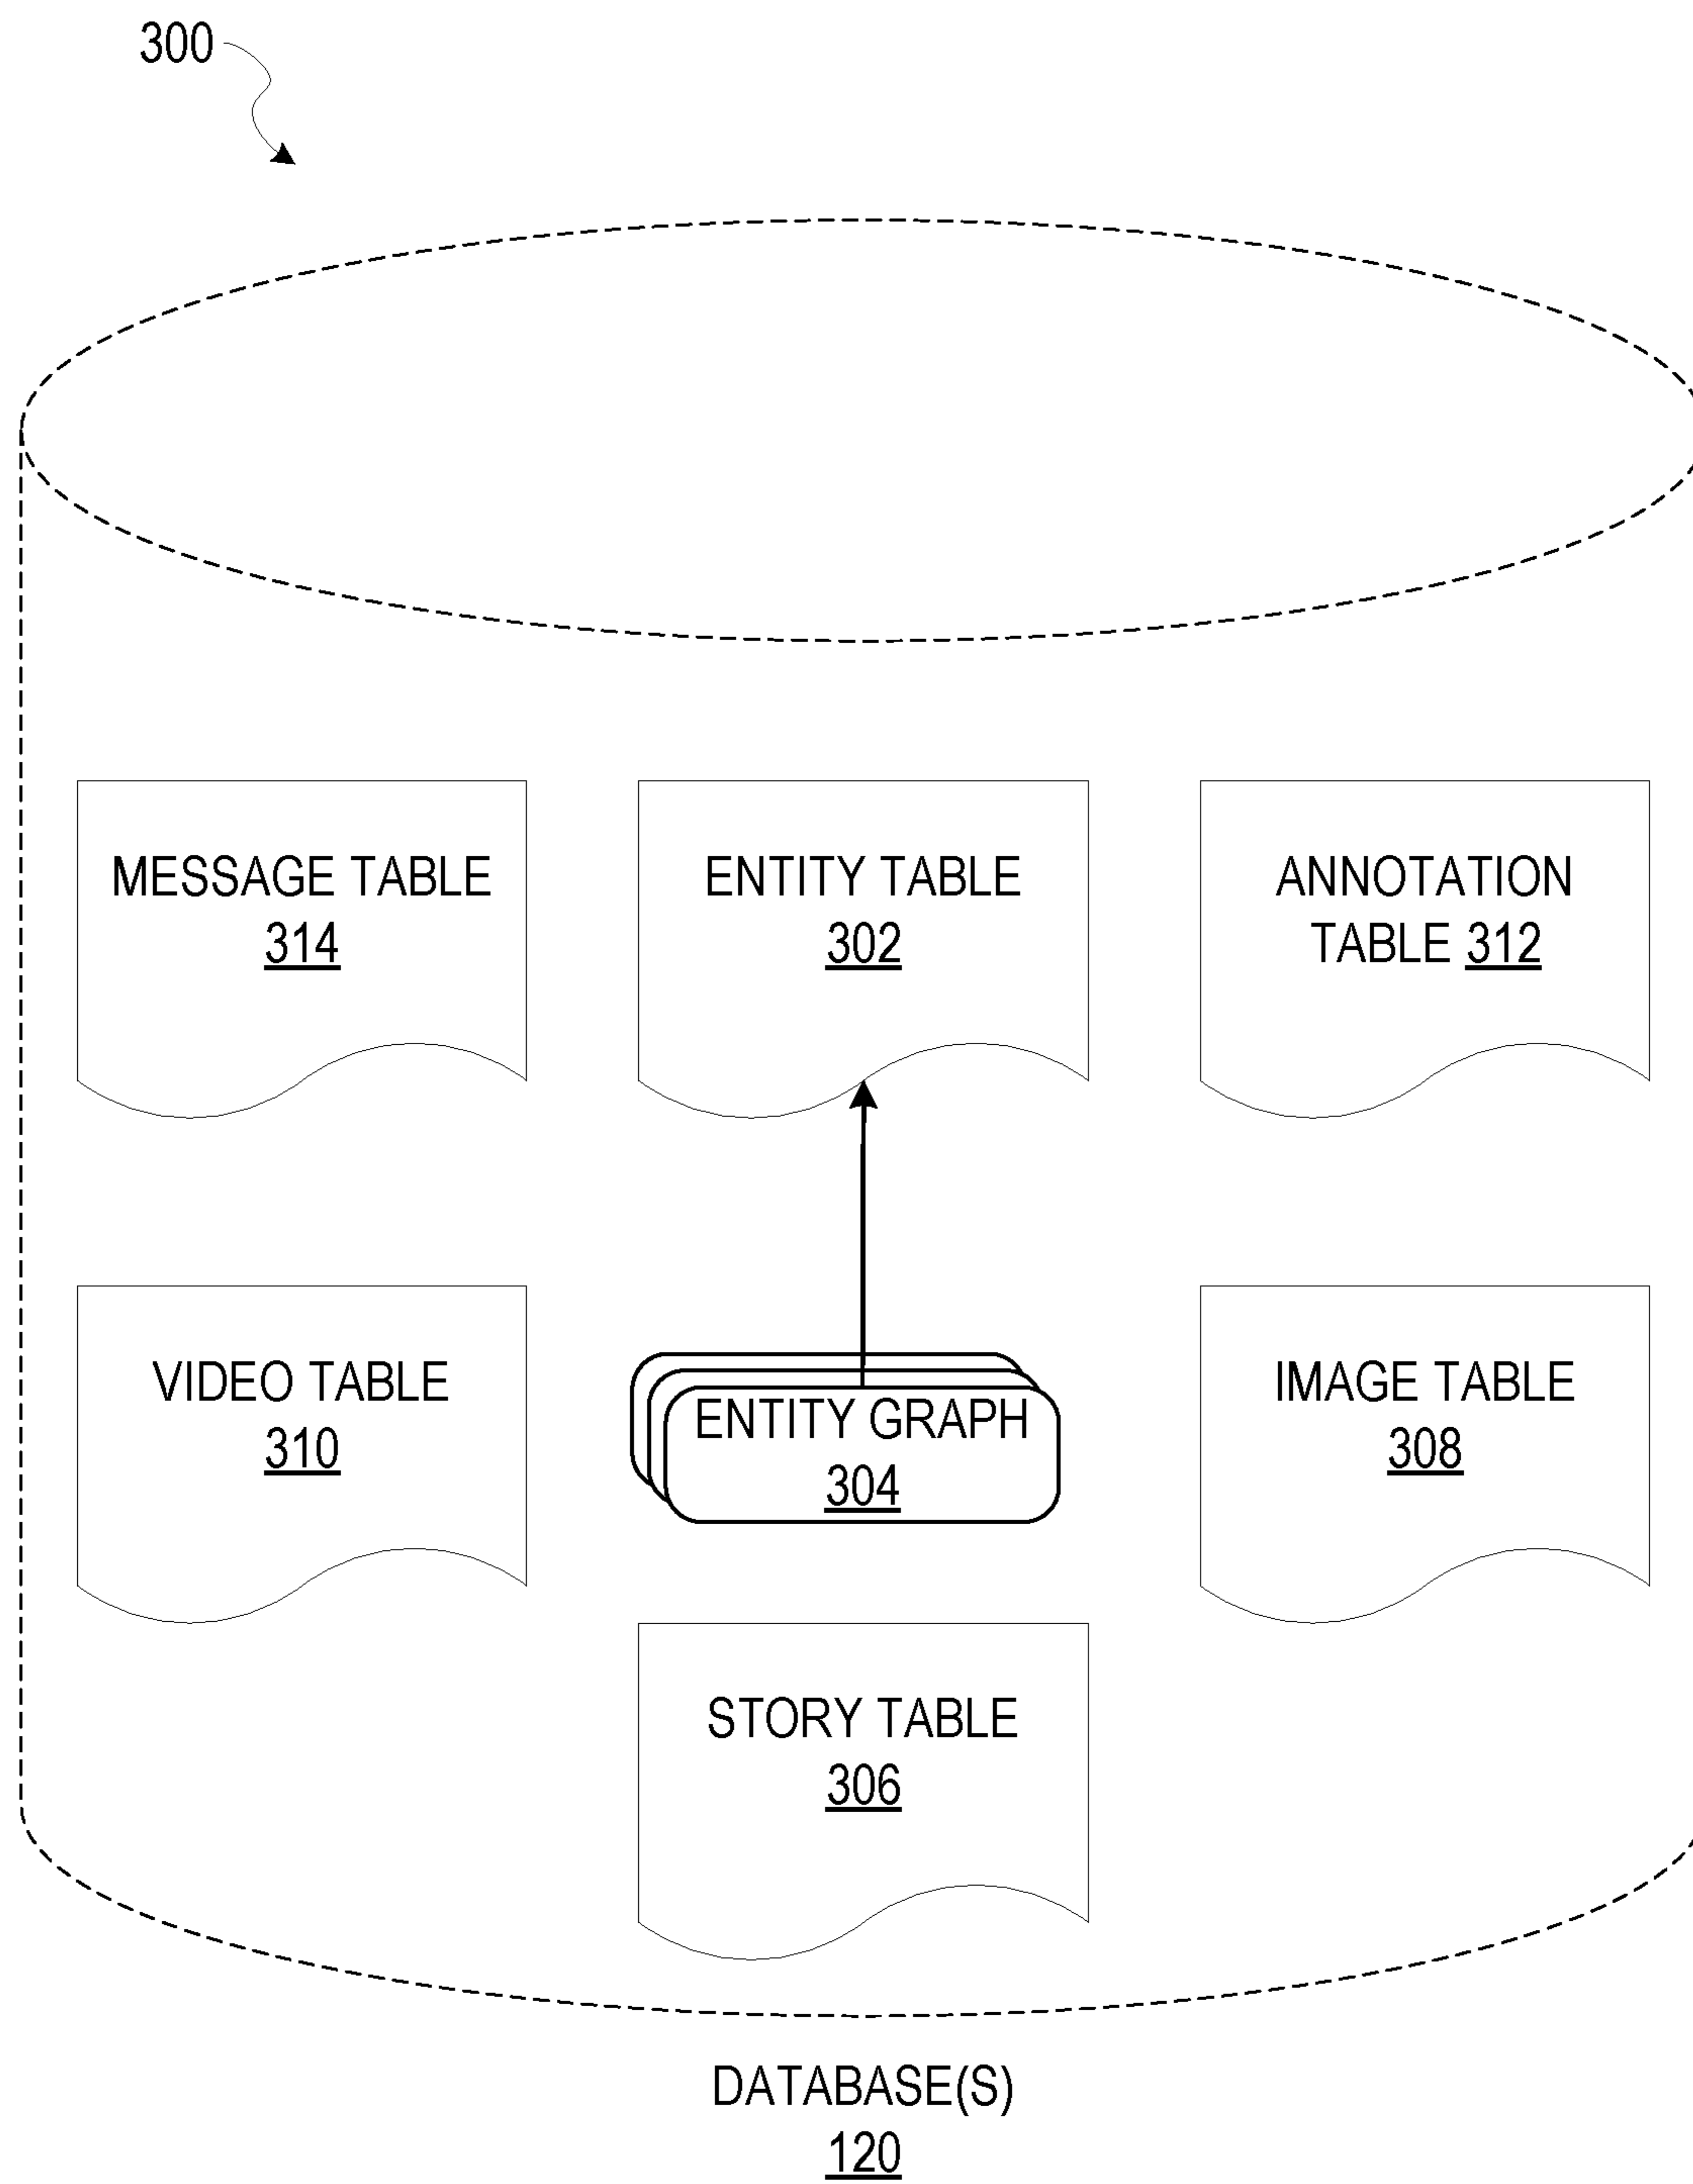 300
MESSAGE TABLE
314
ENTITY TABLE
302
ANNOTATION
TABLE 312
VIDEO TABLE
310
ENTITY GRAPH
304
IMAGE TABLE
308
STORY TABLE
306
DATABASE(S)
120